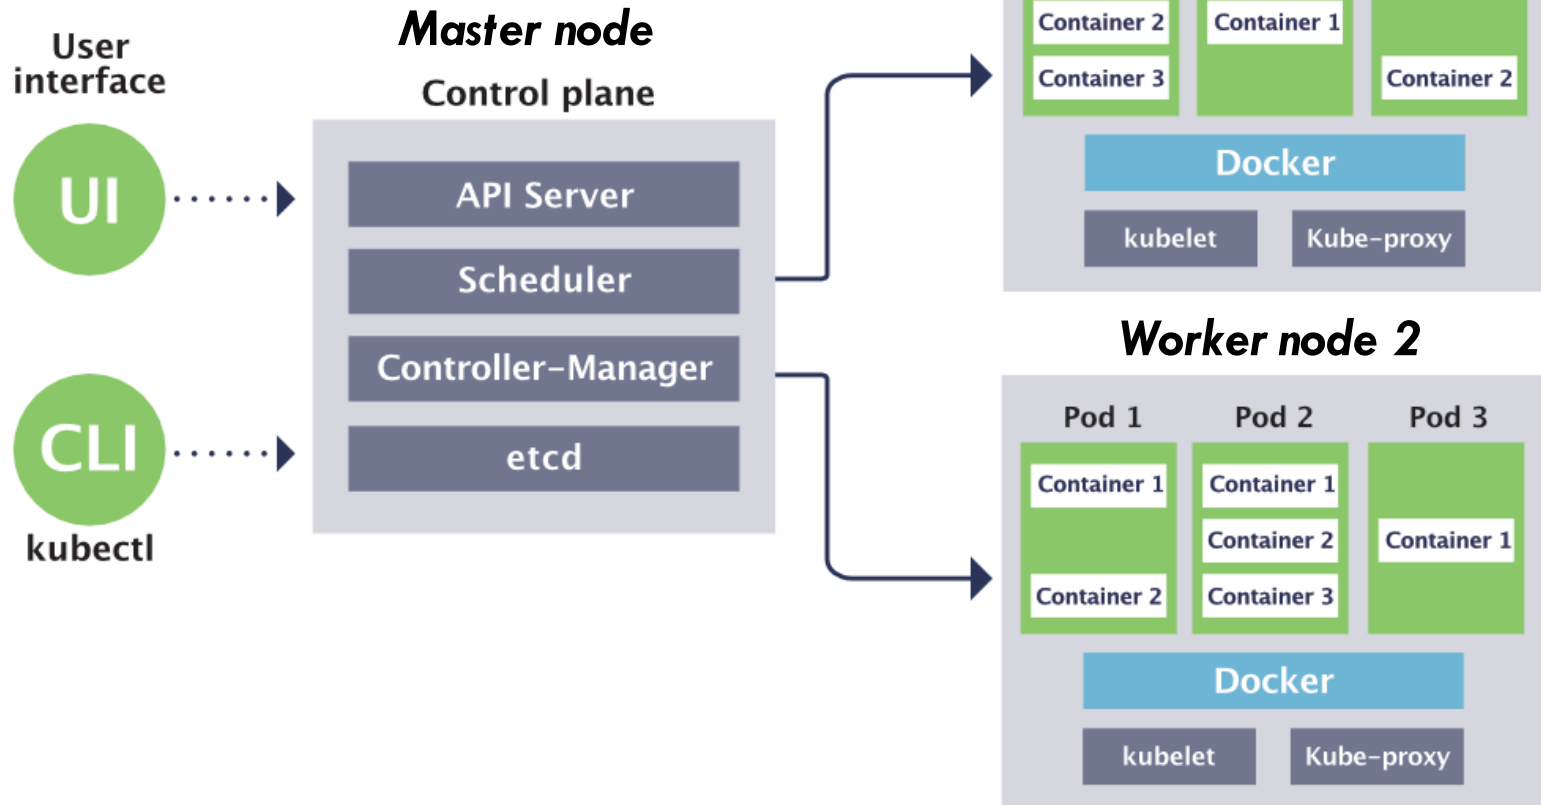 User
interface
UI
CLI
kubectl
Master node
Control plane
API Server
Scheduler
Controller-Manager
etcd
Container 2
Container 3
Container 1
Container 2
Docker
kubelet
Kube-proxy
Worker node 2
Pod 1
Pod 2
Pod 3
Container 1
Container 2
Container 1
Container 2
Container 3
Container 1
Docker
kubelet
Kube-proxy